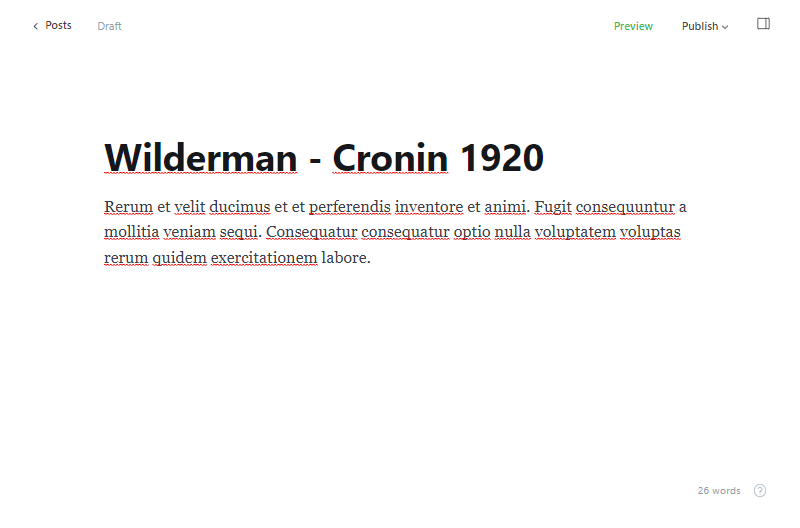 Posts
Draft
Preview
Publish
Wilderman - Cronin 1920
Rerum et velit ducimus et et perferendis inventore et animi. Fugit consequuntur a
mollitia veniam sequi. Consequatur consequatur optio nulla voluptatem voluptas
rerum quidem exercitationem labore.
26 words
?